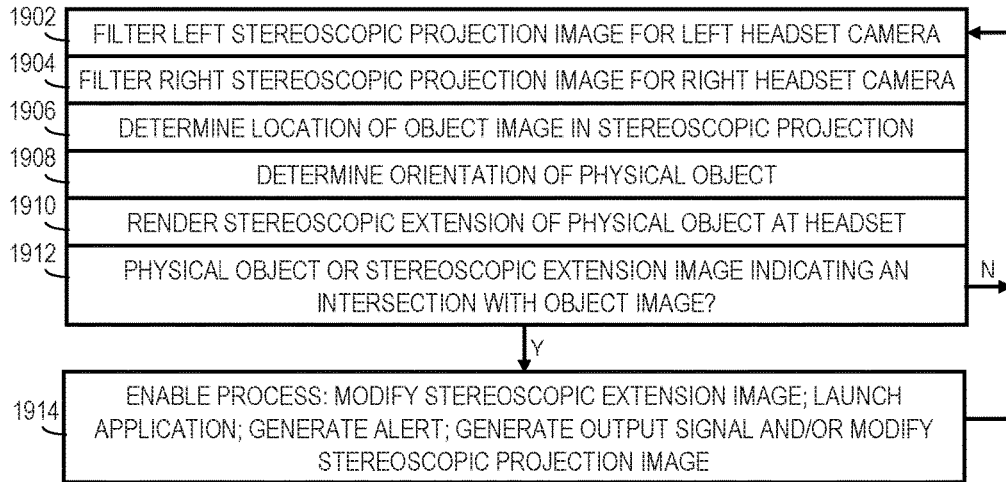 1902 FILTER LEFT STEREOSCOPIC PROJECTION IMAGE FOR LEFT HEADSET CAMERA
1904 FILTER RIGHT STEREOSCOPIC PROJECTION IMAGE FOR RIGHT HEADSET CAMERA
1906 DETERMINE LOCATION OF OBJECT IMAGE IN STEREOSCOPIC PROJECTION
1908 DETERMINE ORIENTATION OF PHYSICAL OBJECT
1910 RENDER STEREOSCOPIC EXTENSION OF PHYSICAL OBJECT AT HEADSET
1912 PHYSICAL OBJECT OR STEREOSCOPIC EXTENSION IMAGE INDICATING AN
INTERSECTION WITH OBJECT IMAGE?
N
Y
ENABLE PROCESS: MODIFY STEREOSCOPIC EXTENSION IMAGE; LAUNCH
1914 APPLICATION; GENERATE ALERT; GENERATE OUTPUT SIGNAL AND/OR MODIFY
STEREOSCOPIC PROJECTION IMAGE